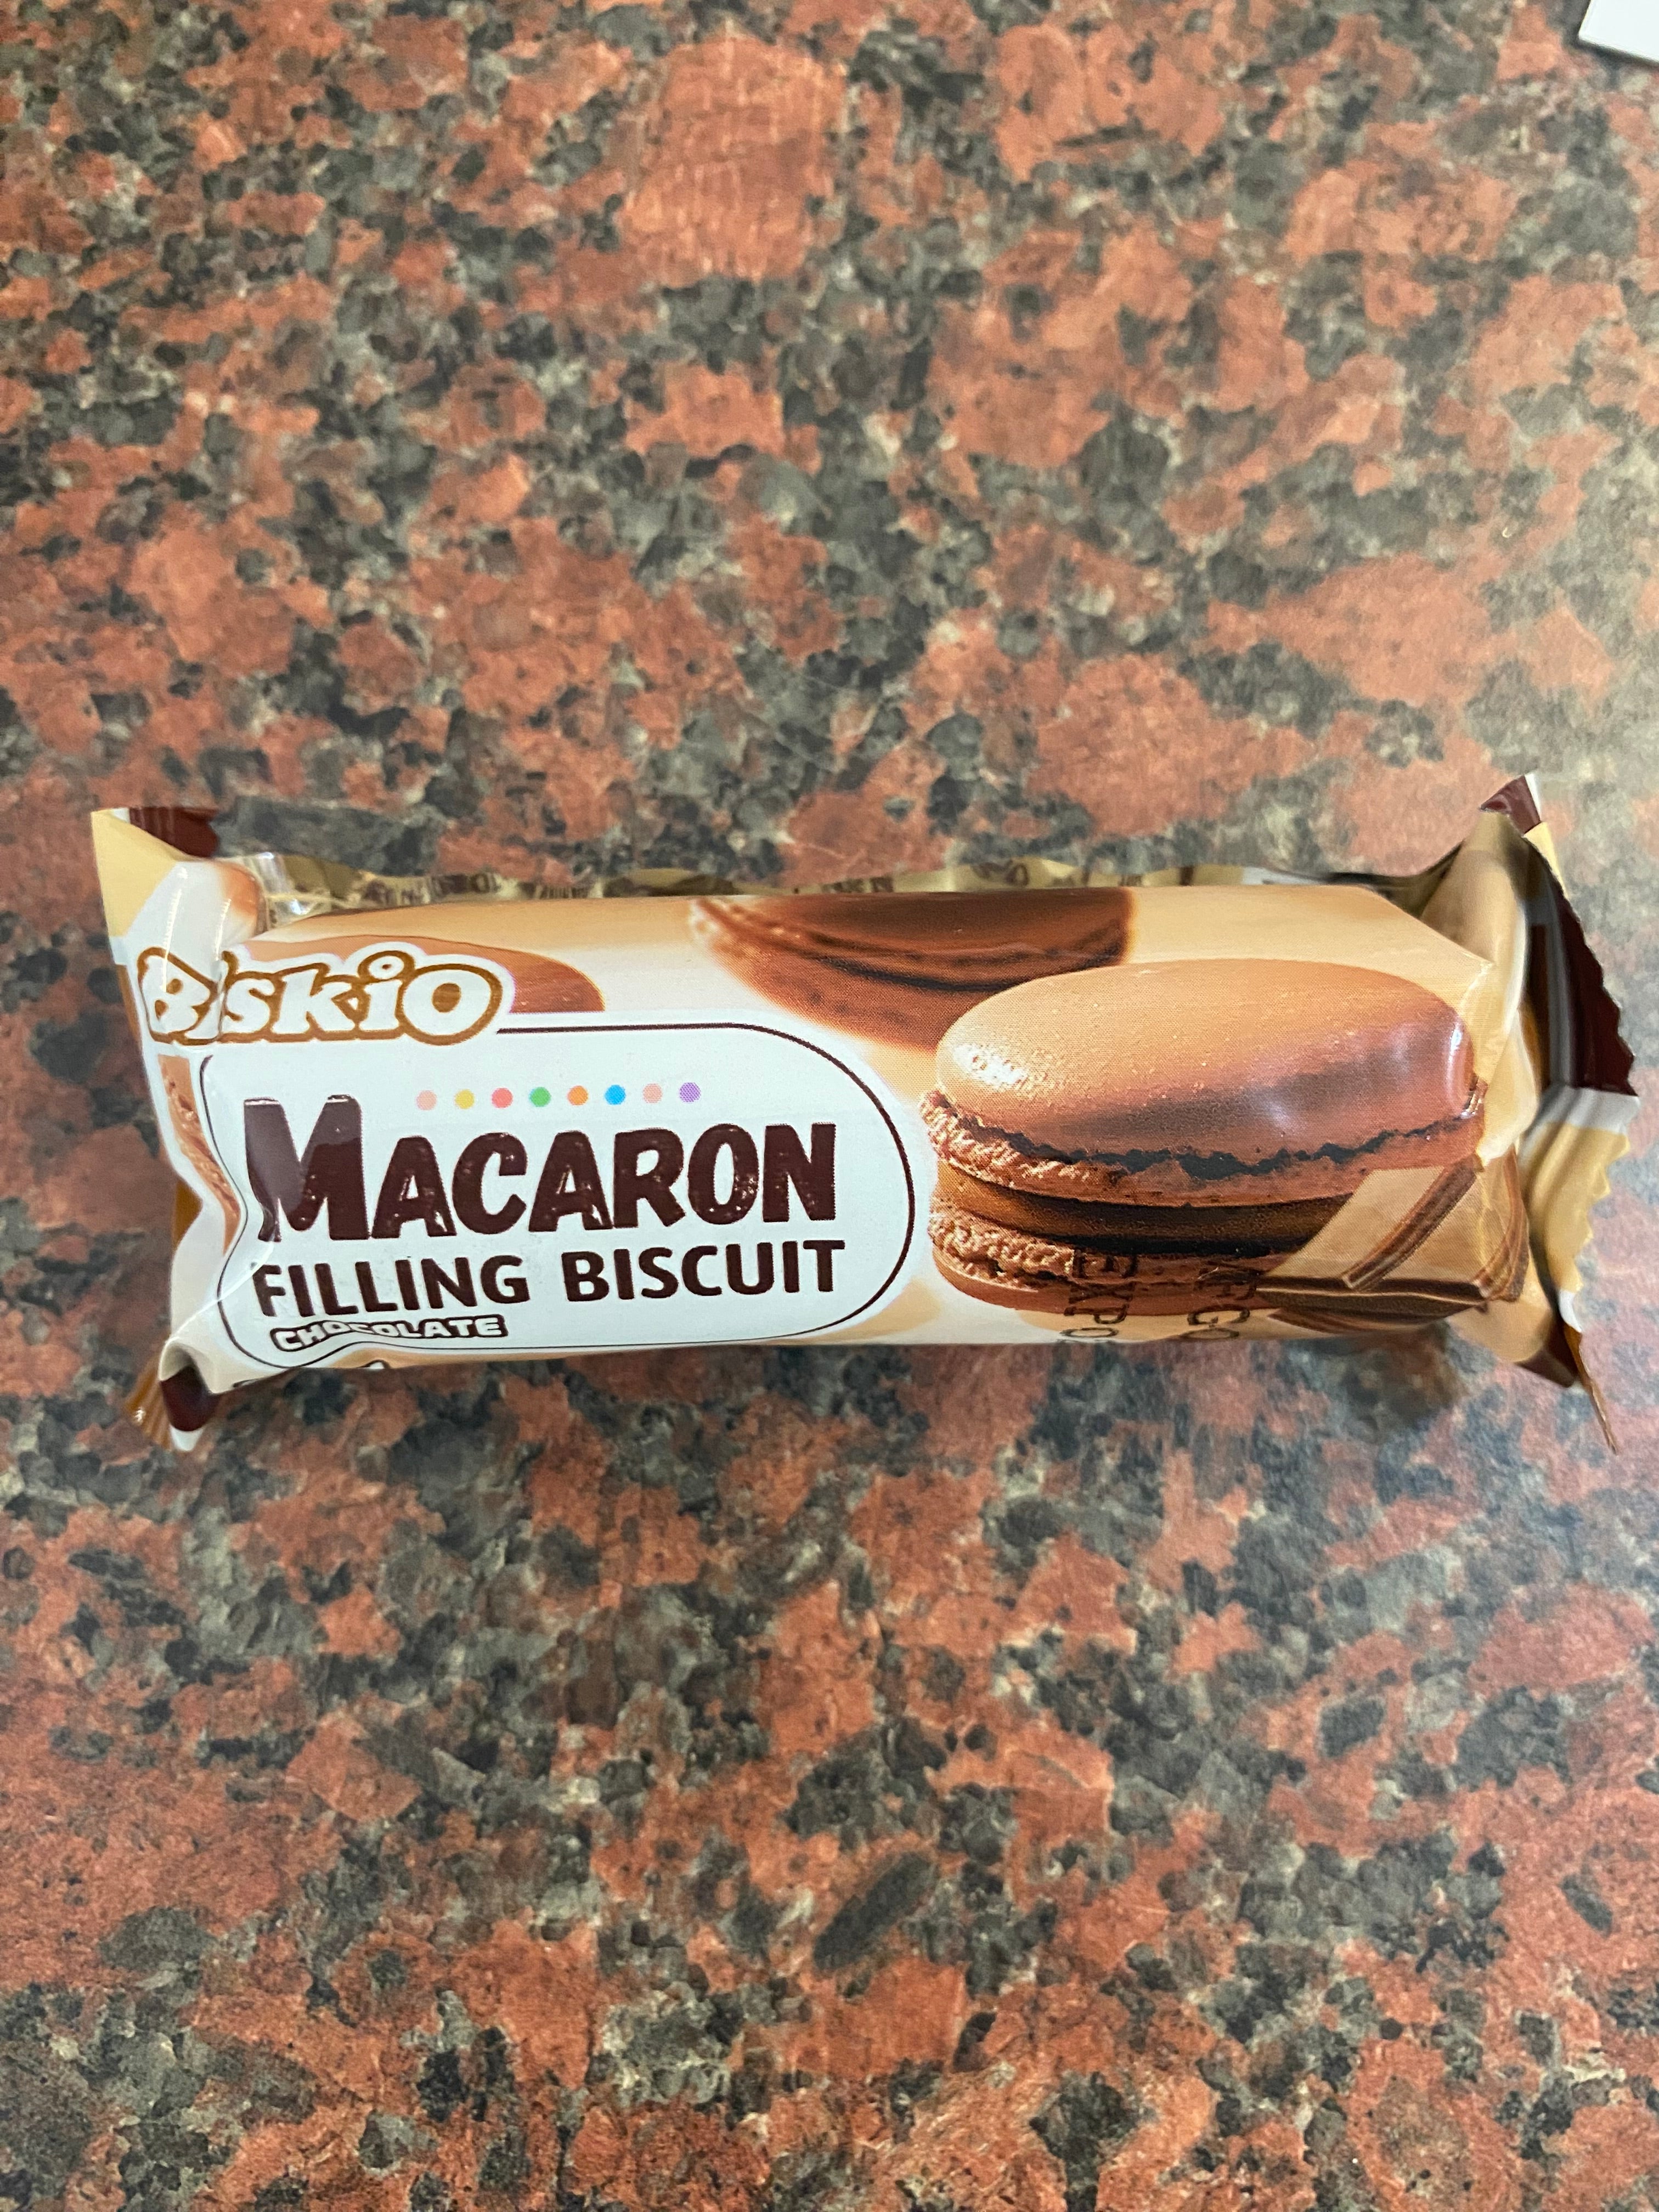 Biskio
MACARON
FILLING BISCUIT
CHOCOLATE